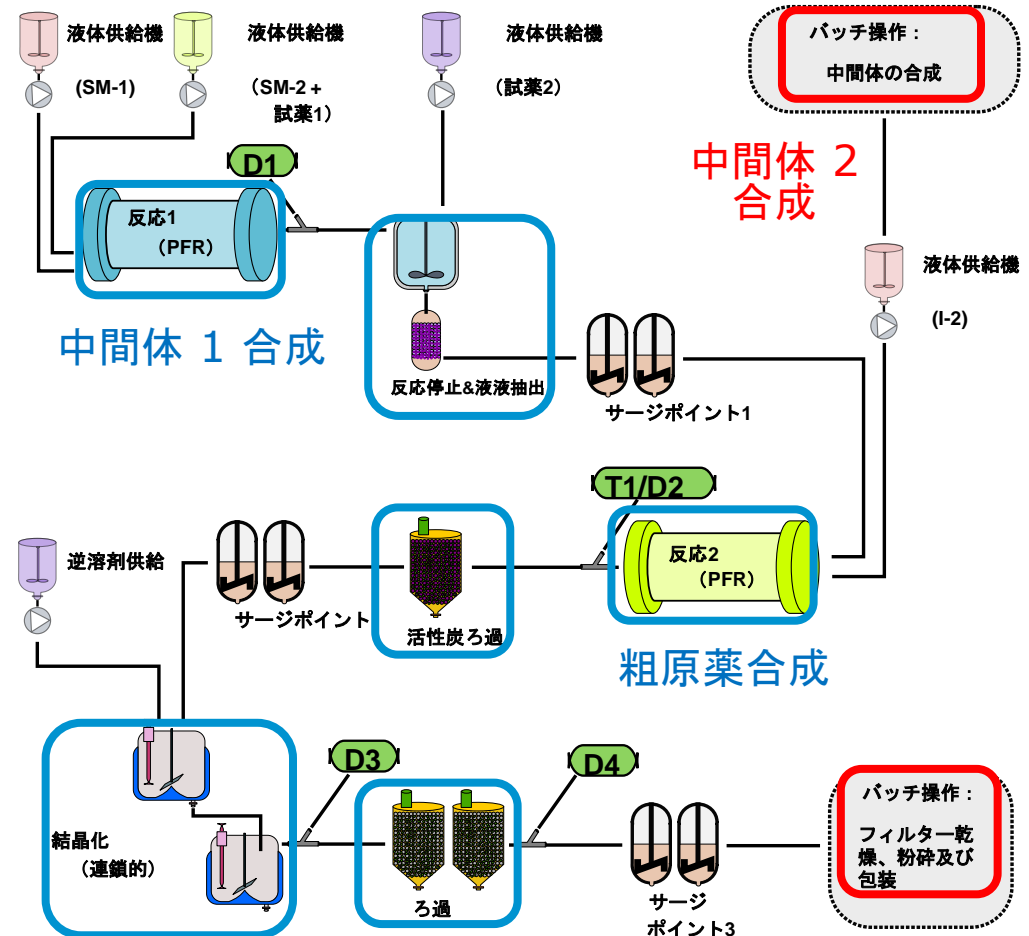 液体供給機
(SM-1)
液体供給機
（SM-2 +
試薬1）
液体供給機
（試薬2）
バッチ操作：
中間体の合成
中間体 2
合成
D1
反応1
（PFR）
中間体 1 合成
反応停止&液液抽出
サージポイント1
液体供給機
(I-2)
T1/D2
反応2
（PFR）
粗原薬合成
活性炭ろ過
サージポイント
逆溶剤供給
結晶化
（連鎖的）
D3
ろ過
D4
サージ
ポイント3
バッチ操作：
フィルター乾
燥、粉砕及び
包装